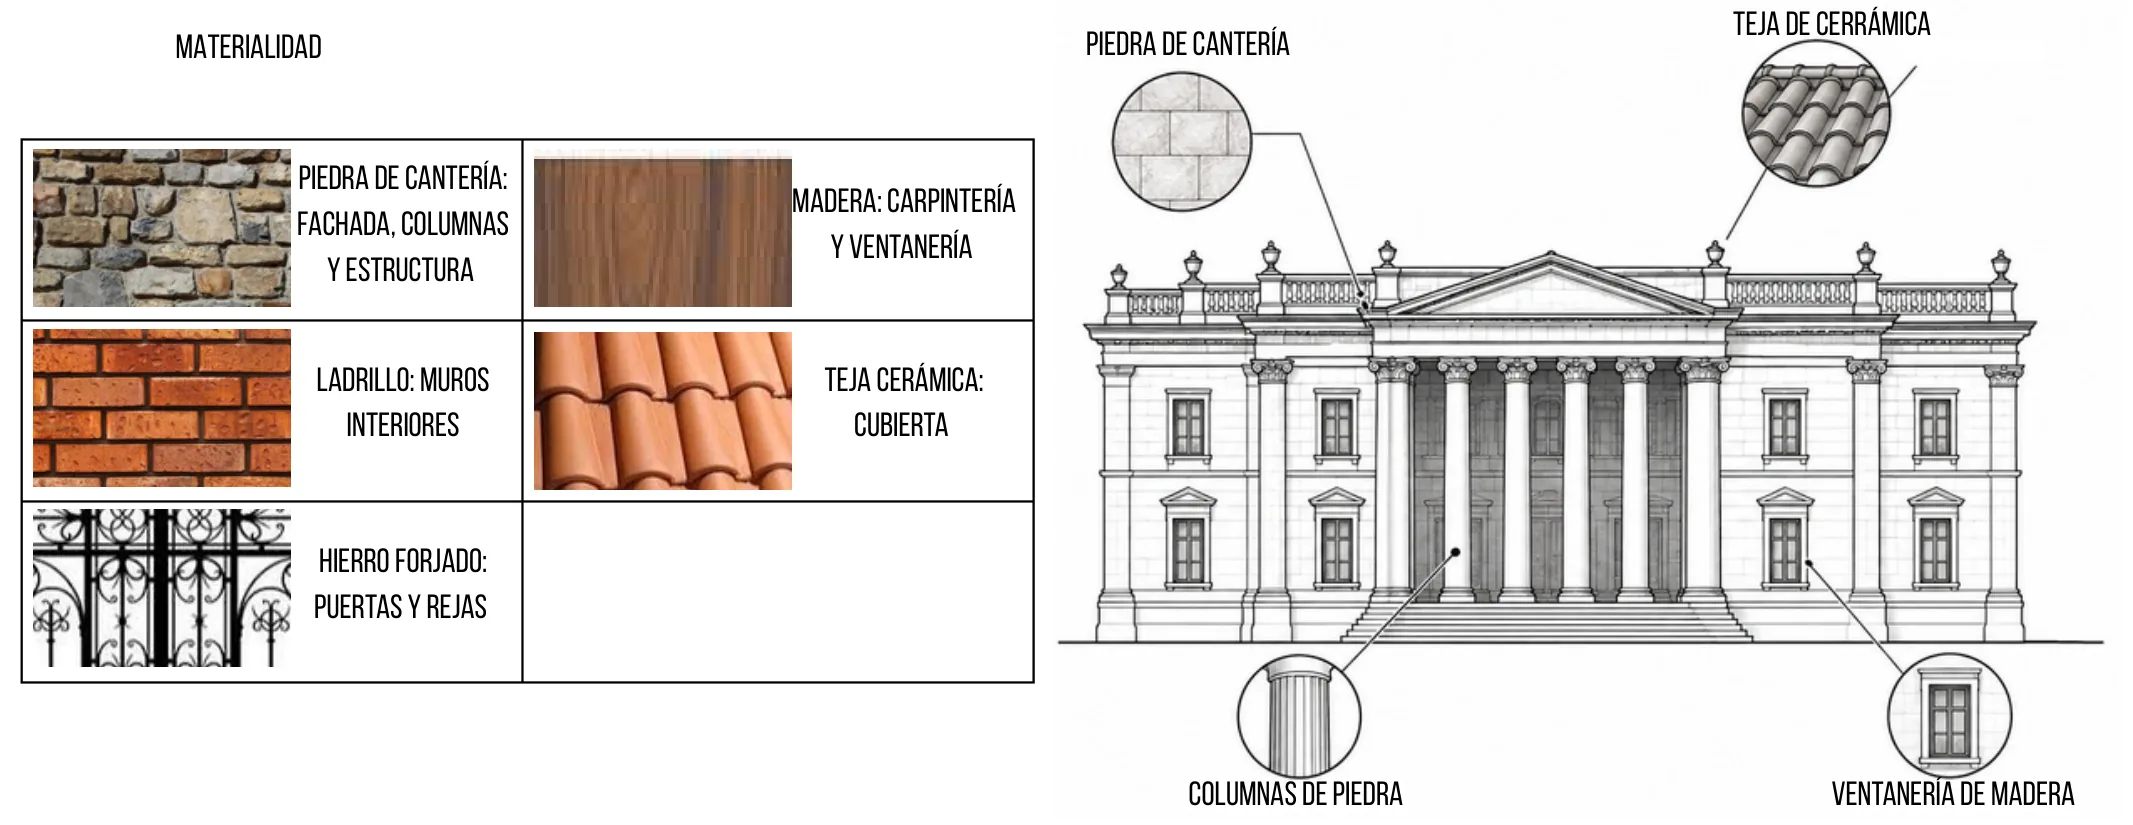 MATERIALIDAD
PIEDRA DE CANTERÍA:
FACHADA, COLUMNAS
Y ESTRUCTURA
MADERA: CARPINTERÍA
Y VENTANERÍA
LADRILLO: MUROS
INTERIORES
TEJA CERÁMICA:
CUBIERTA
HIERRO FORJADO:
PUERTAS Y REJAS
PIEDRA DE CANTERÍA
TEJA DE CERRÁMICA
COLUMNAS DE PIEDRA
VENTANERÍA DE MADERA